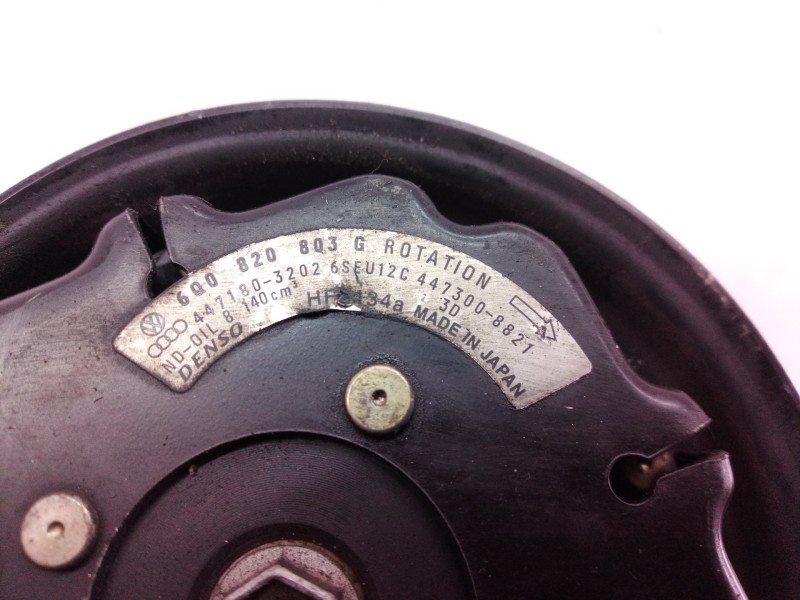 6Q0 820 803 G ROTATION
447180-3202 6SEU12C 447300-8821
ND-OIL 8 140cm³ HFC134a 3D
DENSO MADE IN JAPAN